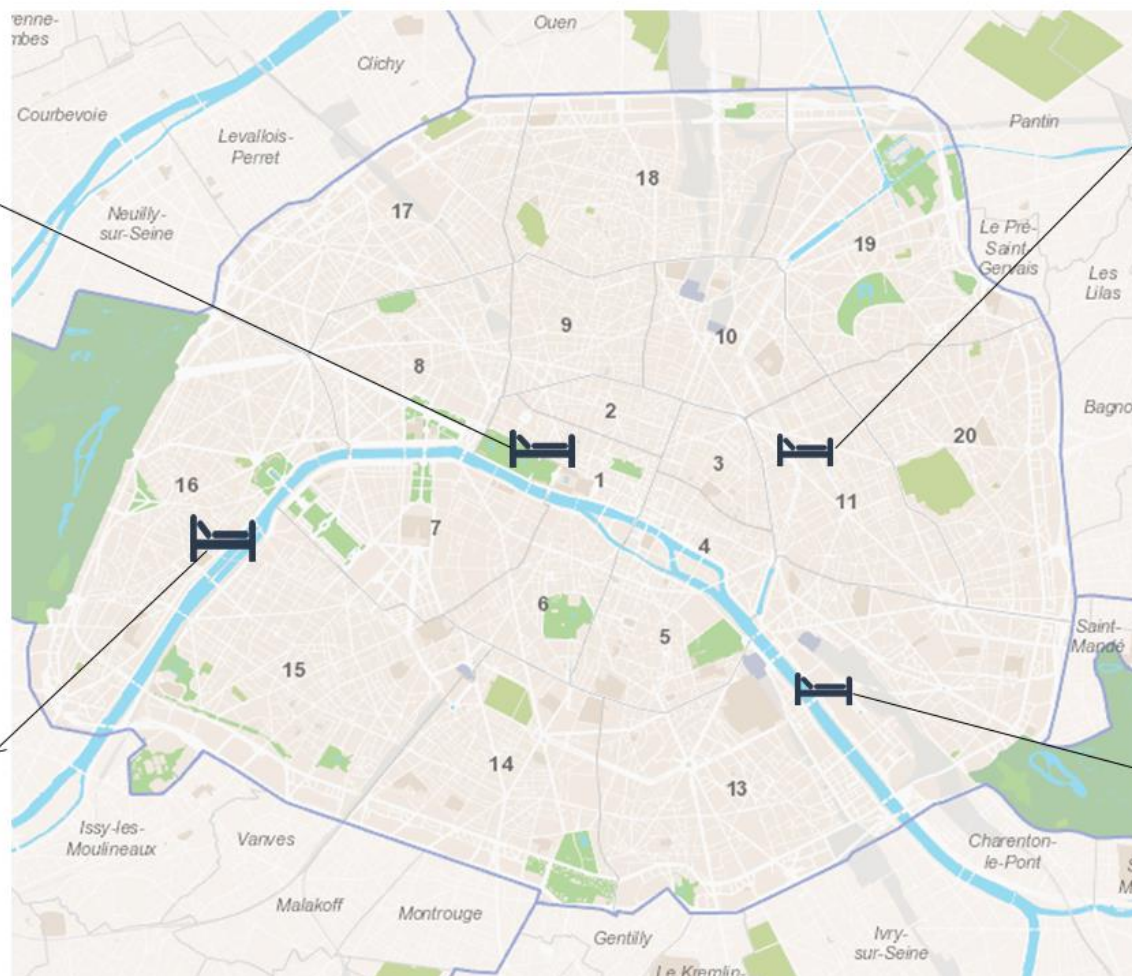 Ouen
Clichy
Courbevoie
Levallois-
Perret
Pantin
18
17
Neuilly-
sur-Seine
19
Le Pré-
Saint-
Gervais
Les
Lilas
9
10
8
2
Bagno
20
3
1
16
11
7
4
6
5
Saint-
Mandé
15
14
13
Issy-les-
Moulineaux
Vanves
Charenton-
le-Pont
Malakoff
Montrouge
Gentilly
Ivry-
sur-Seine
Le Kremlin-